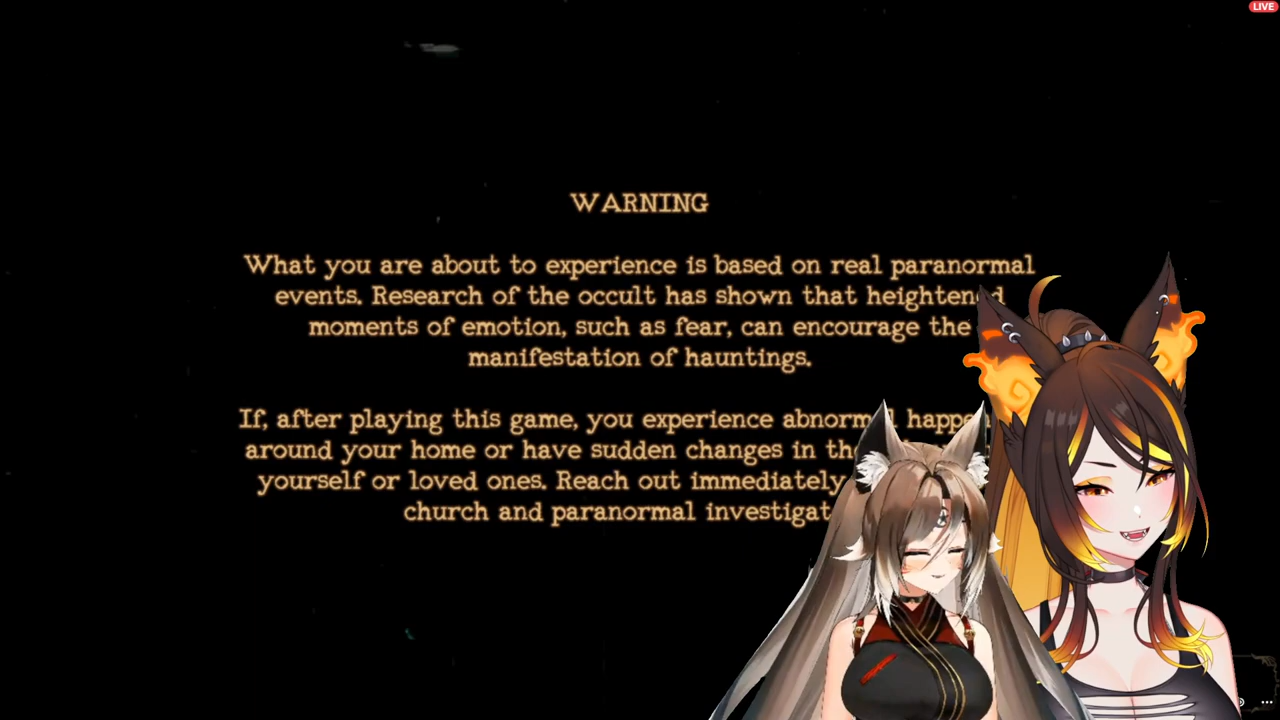 LIVE
WARNING
What you are about to experience is based on real paranormal
events. Research of the occult has shown that heightened
moments of emotion, such as fear, can encourage the
manifestation of hauntings.
If, after playing this game, you experience abnormal
around your home or have sudden changes in
yourself or loved ones. Reach out immediately
church and paranormal